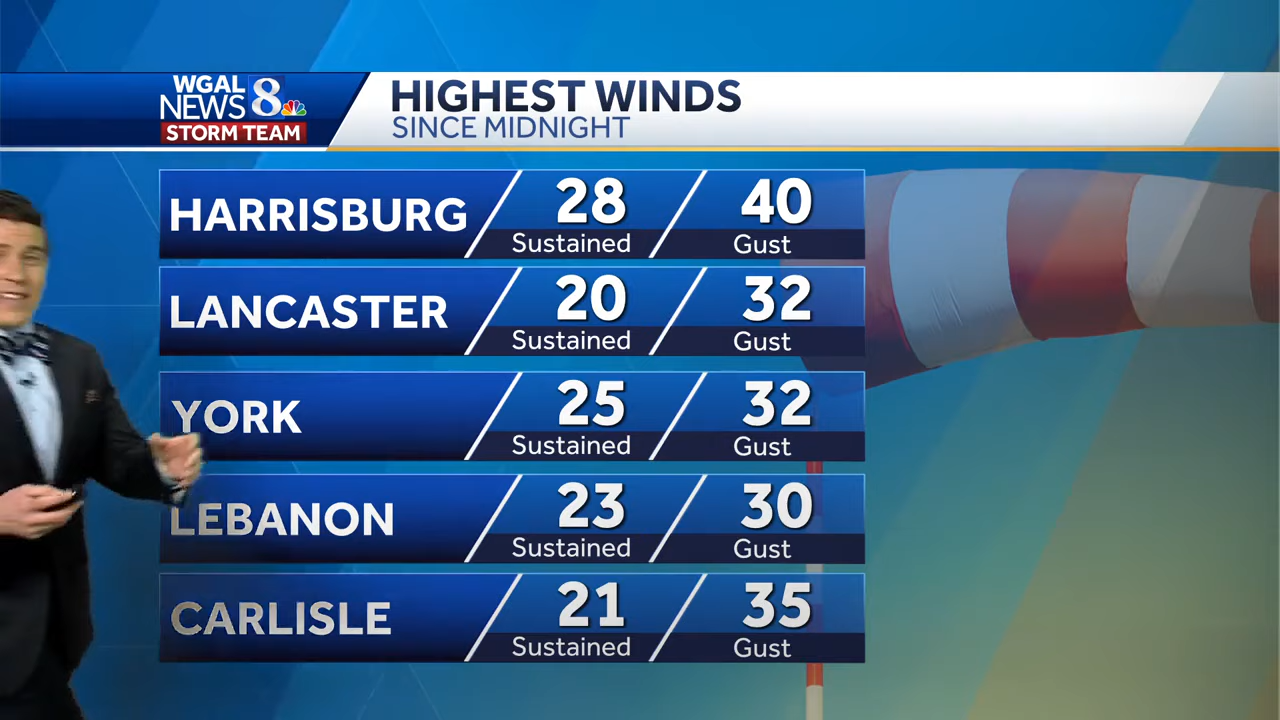 WGAL
NEWS 8
STORM TEAM
HIGHEST WINDS
SINCE MIDNIGHT
HARRISBURG 28 40
Sustained Gust
LANCASTER 20 32
Sustained Gust
YORK 25 32
Sustained Gust
LEBANON 23 30
Sustained Gust
CARLISLE 21 35
Sustained Gust